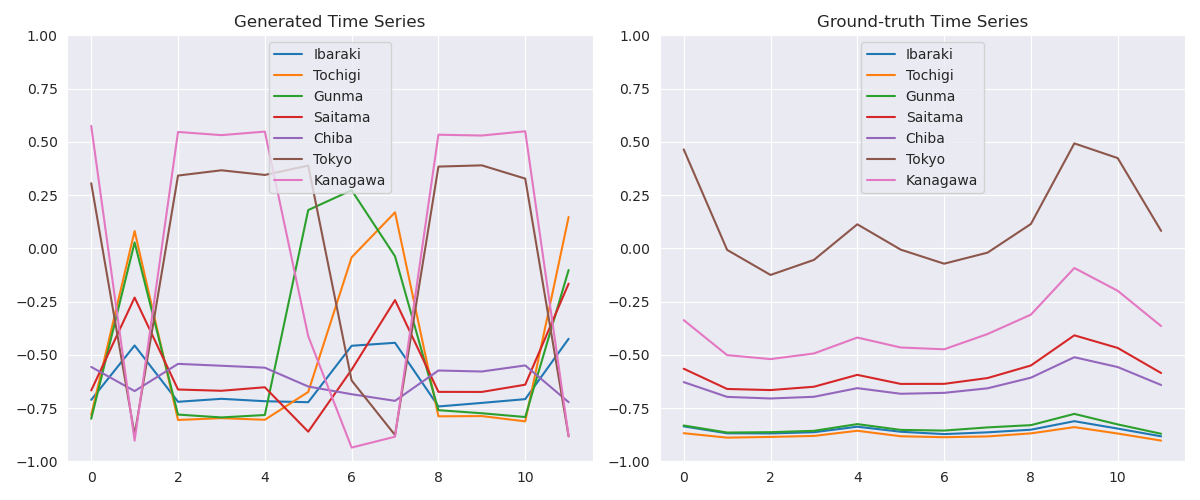 Generated Time Series
1.00
0.75
0.50
0.25
0.00
−0.25
−0.50
−0.75
−1.00
0 2 4 6 8 10
Ibaraki
Tochigi
Gunma
Saitama
Chiba
Tokyo
Kanagawa
Ground-truth Time Series
1.00
0.75
0.50
0.25
0.00
−0.25
−0.50
−0.75
−1.00
0 2 4 6 8 10
Ibaraki
Tochigi
Gunma
Saitama
Chiba
Tokyo
Kanagawa